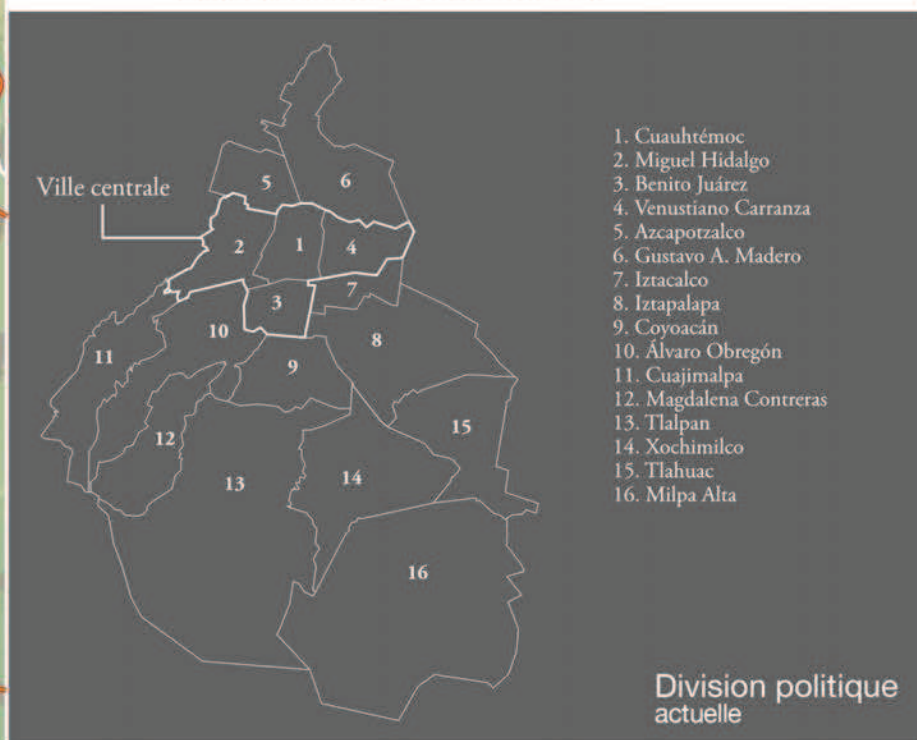 Ville centrale
5
6
2
1
4
7
3
10
8
11
9
12
15
13
14
16
1. Cuauhtémoc
2. Miguel Hidalgo
3. Benito Juárez
4. Venustiano Carranza
5. Azcapotzalco
6. Gustavo A. Madero
7. Iztacalco
8. Iztapalapa
9. Coyoacán
10. Álvaro Obregón
11. Cuajimalpa
12. Magdalena Contreras
13. Tlalpan
14. Xochimilco
15. Tlahuac
16. Milpa Alta
Division politique
actuelle